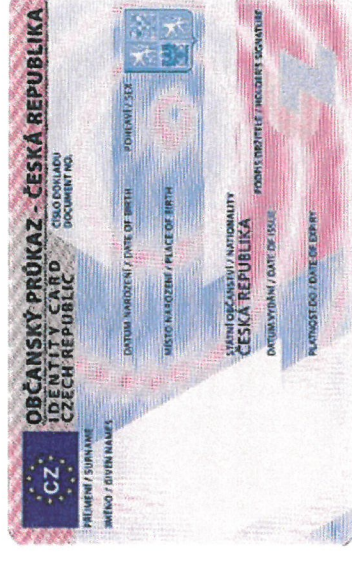 OBČANSKÝ PRŮKAZ - ČESKÁ REPUBLIKA
IDENTITY CARD
CZECH REPUBLIC
CZ
ČÍSLO DOKLADU
DOCUMENT NO.
PŘÍJMENÍ / SURNAME
JMÉNO / GIVEN NAMES
DATUM NAROZENÍ / DATE OF BIRTH
POHLAVÍ / SEX
MÍSTO NAROZENÍ / PLACE OF BIRTH
STÁTNÍ OBČANSTVÍ / NATIONALITY
ČESKÁ REPUBLIKA
DATUM VYDÁNÍ / DATE OF ISSUE
PODPIS DRŽITELE / HOLDER'S SIGNATURE
PLATNOST DO / DATE OF EXPIRY